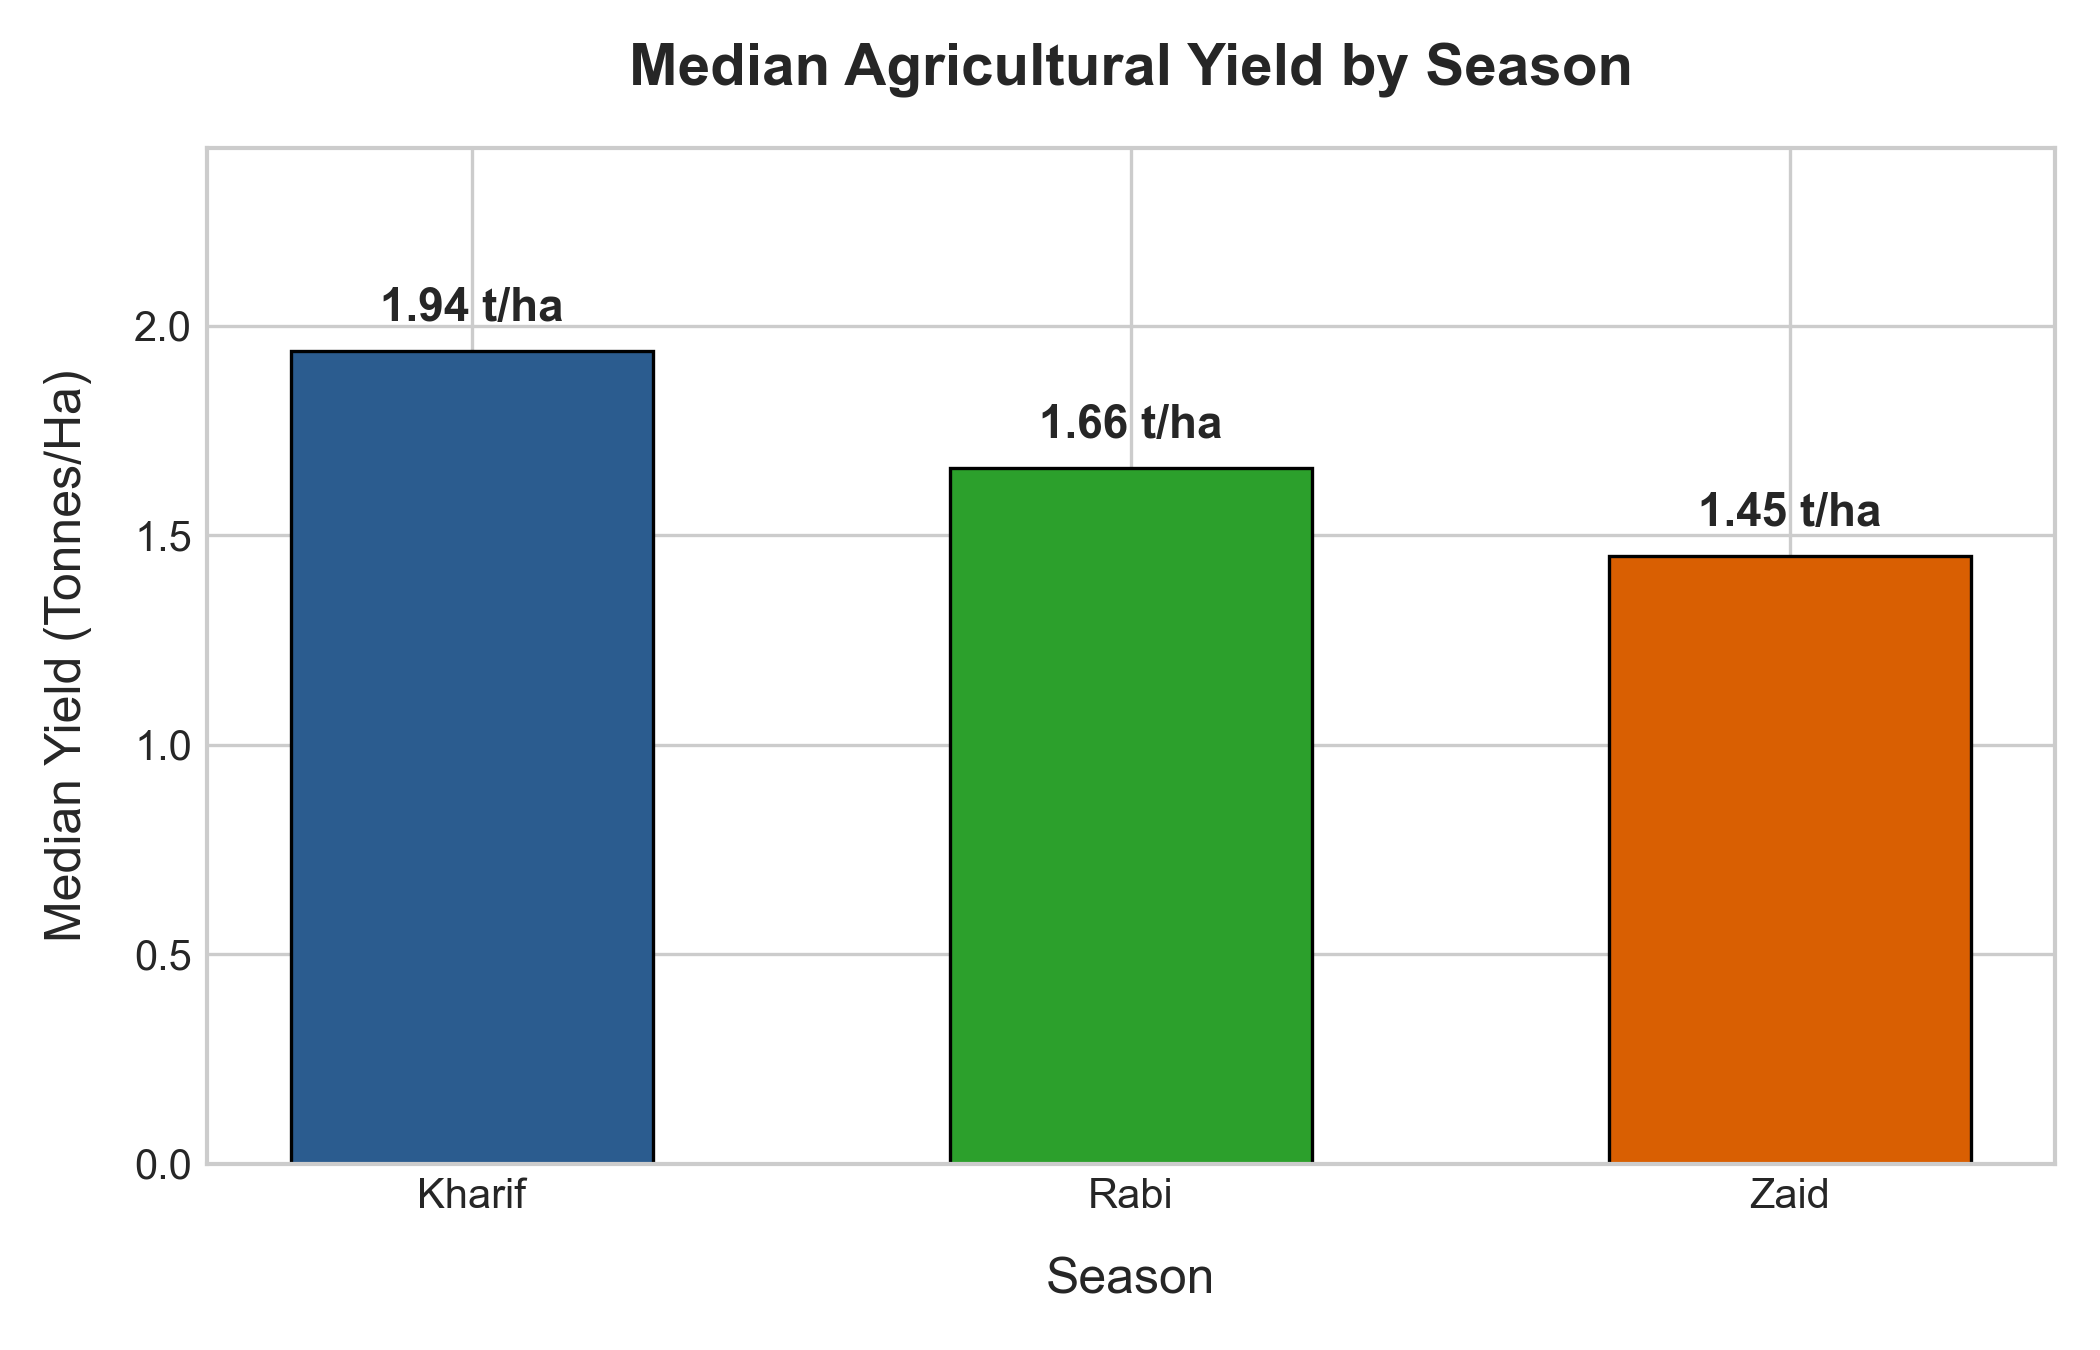 Median Agricultural Yield by Season
Median Yield (Tonnes/Ha)
2.0
1.5
1.0
0.5
0.0
1.94 t/ha
1.66 t/ha
1.45 t/ha
Kharif
Rabi
Zaid
Season